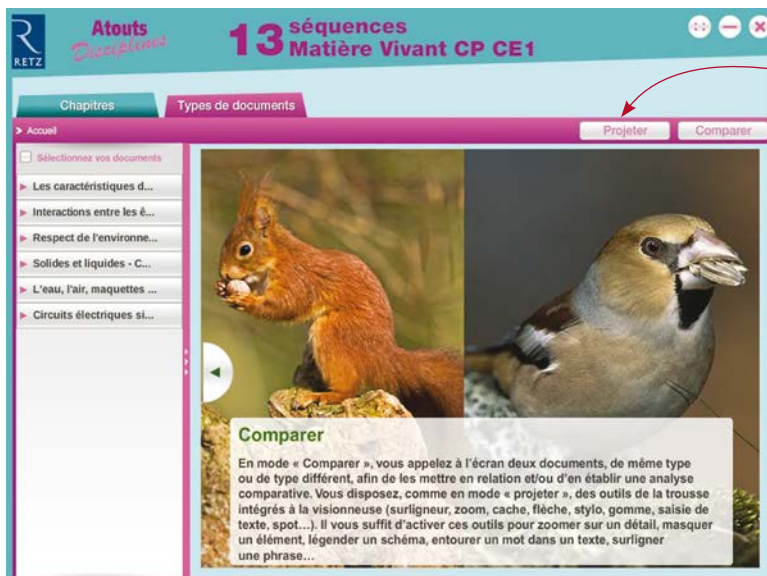 RETZ
Atouts
Disciplines
13 séquences
Matière Vivant CP CE1
Chapitres
Types de documents
> Accueil
Projeter
Comparer
Sélectionnez vos documents
Les caractéristiques d...
Interactions entre les ê...
Respect de l'environne...
Solides et liquides - C...
L'eau, l'air, maquettes ...
Circuits électriques si...
Comparer
En mode « Comparer », vous appelez à l'écran deux documents, de même type
ou de type différent, afin de les mettre en relation et/ou d'en établir une analyse
comparative. Vous disposez, comme en mode « projeter », des outils de la trousse
intégrés à la visionneuse (surligneur, zoom, cache, flèche, stylo, gomme, saisie de
texte, spot...). Il vous suffit d'activer ces outils pour zoomer sur un détail, masquer
un élément, légender un schéma, entourer un mot dans un texte, surligner
une phrase...